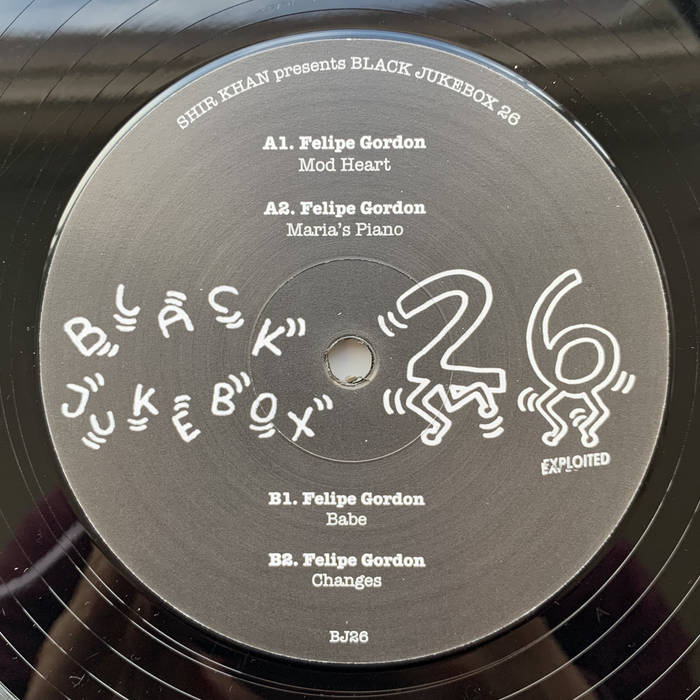 SHIR KHAN presents BLACK JUKEBOX 26
A1. Felipe Gordon
Mod Heart
A2. Felipe Gordon
Maria's Piano
BLACK
JUKEBOX
26
EXPLOITED
B1. Felipe Gordon
Babe
B2. Felipe Gordon
Changes
BJ26